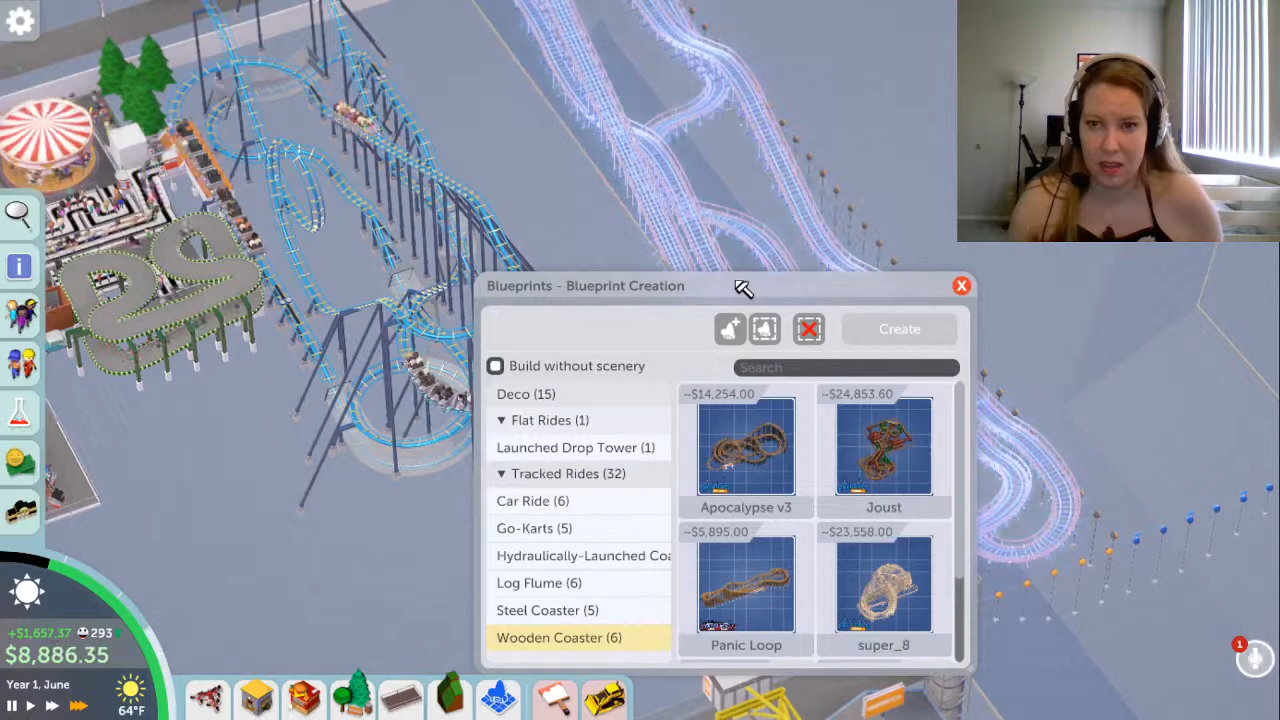 Blueprints - Blueprint Creation
X
Create
Build without scenery
Search
Deco (15)
▼ Flat Rides (1)
Launched Drop Tower (1)
▼ Tracked Rides (32)
Car Ride (6)
Go-Karts (5)
Hydraulically-Launched Coa
Log Flume (6)
Steel Coaster (5)
Wooden Coaster (6)
~$14,254.00
~$24,853.60
Apocalypse v3
Joust
~$5,895.00
~$23,558.00
Panic Loop
super_8
i
+$1,657.37 293
$8,886.35
Year 1, June
64°F
1